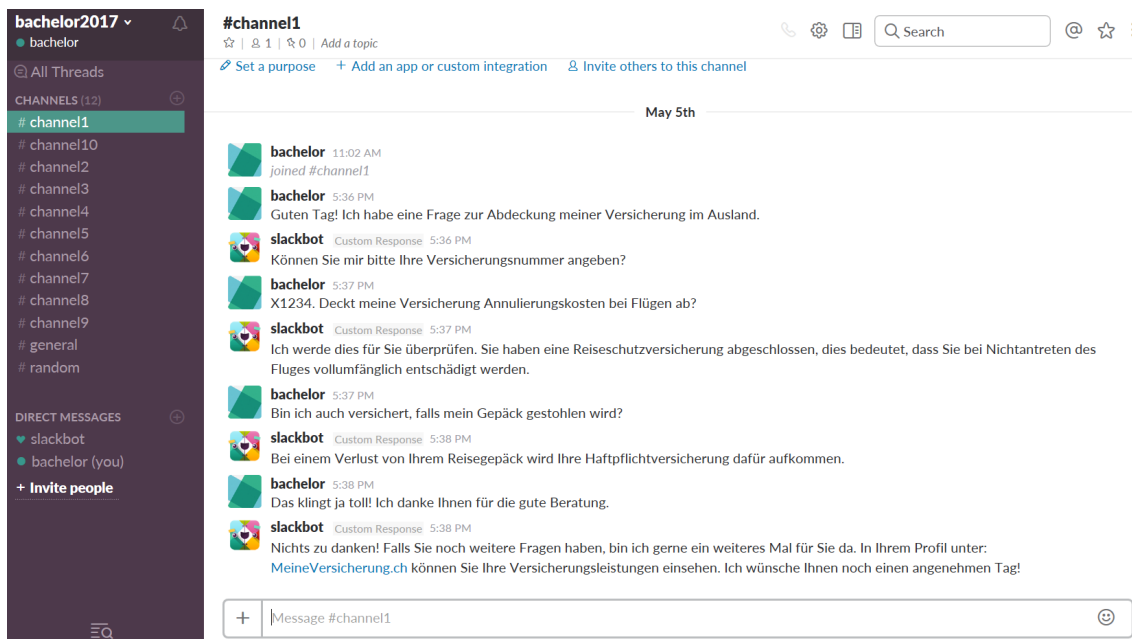 bachelor2017
bachelor
All Threads
CHANNELS (12)
# channel1
# channel10
# channel2
# channel3
# channel4
# channel5
# channel6
# channel7
# channel8
# channel9
# general
# random
DIRECT MESSAGES
slackbot
bachelor (you)
+ Invite people
#channel1
1 | 0 | Add a topic
Search
Set a purpose + Add an app or custom integration Invite others to this channel
May 5th
bachelor 11:02 AM
joined #channel1
bachelor 5:36 PM
Guten Tag! Ich habe eine Frage zur Abdeckung meiner Versicherung im Ausland.
slackbot Custom Response 5:36 PM
Können Sie mir bitte Ihre Versicherungsnummer angeben?
bachelor 5:37 PM
X1234. Deckt meine Versicherung Annulierungskosten bei Flügen ab?
slackbot Custom Response 5:37 PM
Ich werde dies für Sie überprüfen. Sie haben eine Reiseschutzversicherung abgeschlossen, dies bedeutet, dass Sie bei Nichtantreten des
Fluges vollumfänglich entschädigt werden.
bachelor 5:37 PM
Bin ich auch versichert, falls mein Gepäck gestohlen wird?
slackbot Custom Response 5:38 PM
Bei einem Verlust von Ihrem Reisegepäck wird Ihre Haftpflichtversicherung dafür aufkommen.
bachelor 5:38 PM
Das klingt ja toll! Ich danke Ihnen für die gute Beratung.
slackbot Custom Response 5:38 PM
Nichts zu danken! Falls Sie noch weitere Fragen haben, bin ich gerne ein weiteres Mal für Sie da. In Ihrem Profil unter:
MeineVersicherung.ch können Sie Ihre Versicherungsleistungen einsehen. Ich wünsche Ihnen noch einen angenehmen Tag!
Message #channel1